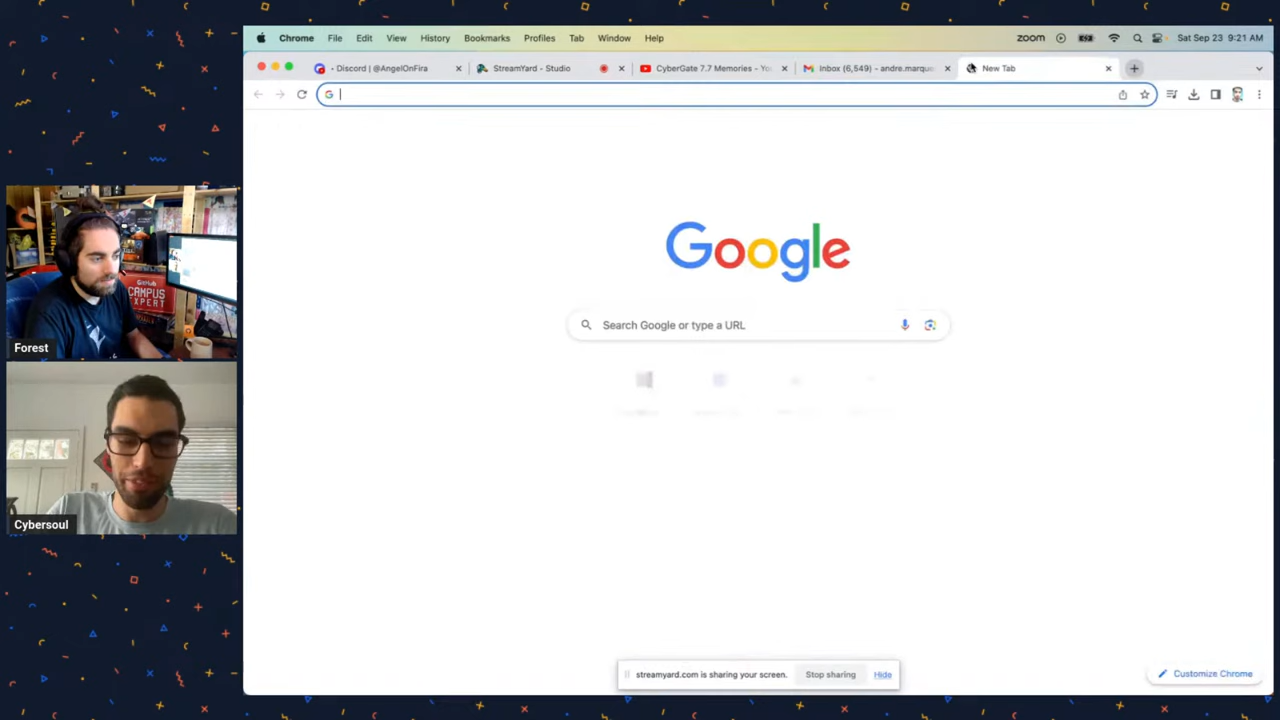 Chrome File Edit View History Bookmarks Profiles Tab Window Help
zoom Sat Sep 23 9:21 AM
- Discord | @AngelOnFira
StreamYard - Studio
CyberGate 7.7 Memories - Yo
Inbox (6,549) - andre.marque
New Tab
Google
Search Google or type a URL
GitHub
CAMPUS
EXPERT
Forest
Cybersoul
streamyard.com is sharing your screen. Stop sharing Hide
Customize Chrome